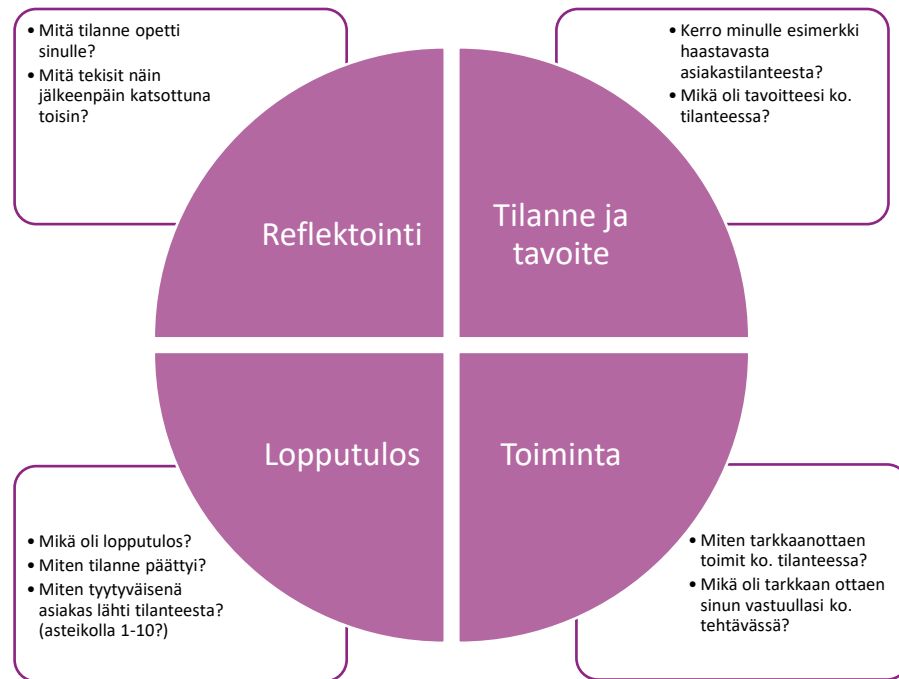 • Mitä tilanne opetti
sinulle?
• Mitä tekisit näin
jälkeenpäin katsottuna
toisin?
• Kerro minulle esimerkki
haastavasta
asiakastilanteesta?
• Mikä oli tavoitteesi ko.
tilanteessa?
Reflektointi
Tilanne ja
tavoite
Lopputulos
Toiminta
• Mikä oli lopputulos?
• Miten tilanne päättyi?
• Miten tyytyväisenä
asiakas lähti tilanteesta?
(asteikolla 1-10?)
• Miten tarkkaanottaen
toimit ko. tilanteessa?
• Mikä oli tarkkaan ottaen
sinun vastuullasi ko.
tehtävässä?